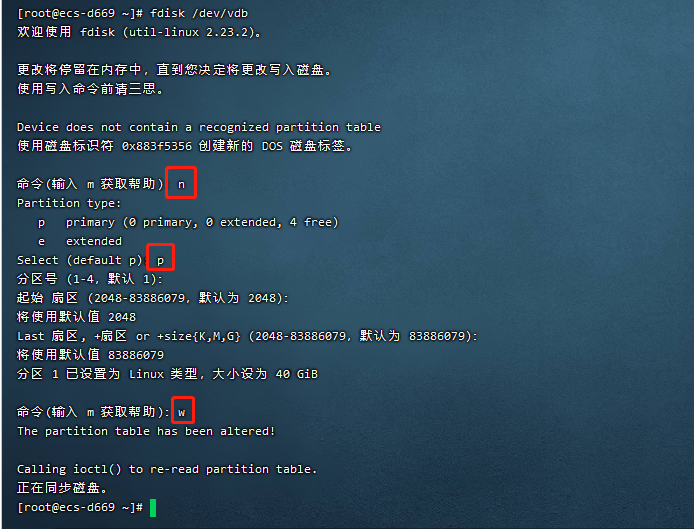 [root@ecs-d669 ~]# fdisk /dev/vdb
欢迎使用 fdisk (util-linux 2.23.2)。
更改将停留在内存中，直到您决定将更改写入磁盘。
使用写入命令前请三思。
Device does not contain a recognized partition table
使用磁盘标识符 0x883f5356 创建新的 DOS 磁盘标签。
命令(输入 m 获取帮助) n
Partition type:
p primary (0 primary, 0 extended, 4 free)
e extended
Select (default p) p
分区号 (1-4，默认 1):
起始 扇区 (2048-83886079，默认为 2048):
将使用默认值 2048
Last 扇区, +扇区 or +size{K,M,G} (2048-83886079，默认为 83886079):
将使用默认值 83886079
分区 1 已设置为 Linux 类型，大小设为 40 GiB
命令(输入 m 获取帮助): w
The partition table has been altered!
Calling ioctl() to re-read partition table.
正在同步磁盘。
[root@ecs-d669 ~]#